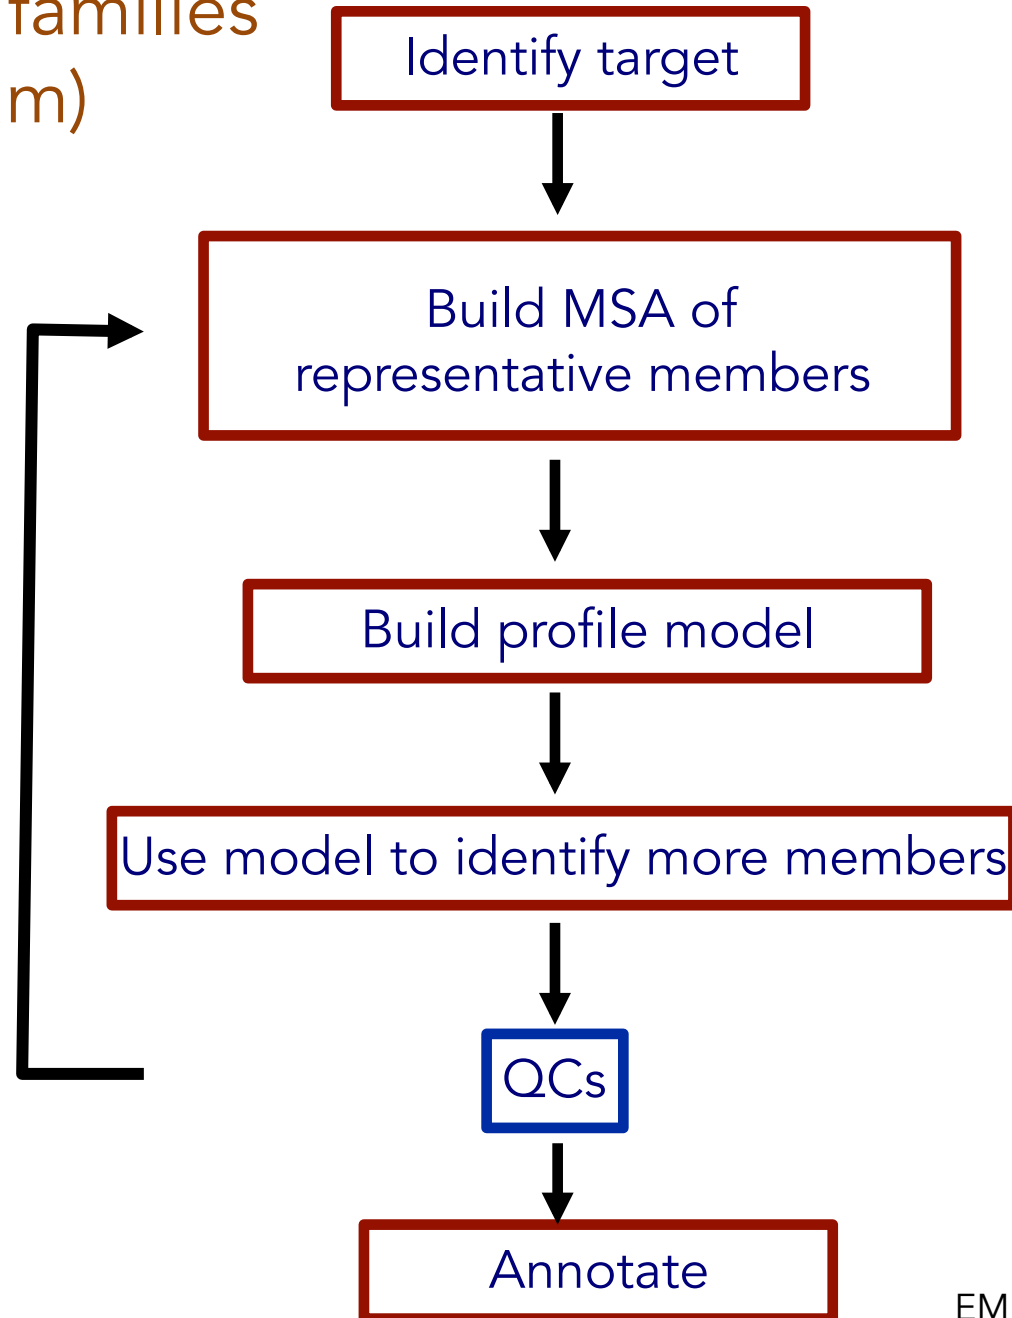 families
m)
Identify target
Build MSA of
representative members
Build profile model
Use model to identify more members
QCs
Annotate
EM